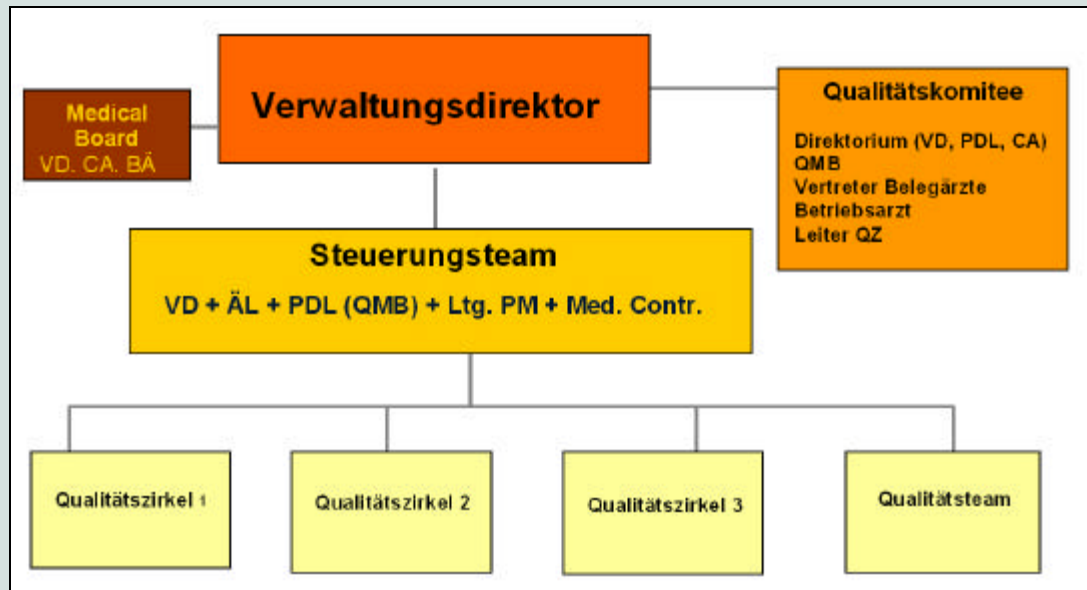 Verwaltungsdirektor
Medical
Board
VD. CA. BÄ
Qualitätskomitee
Direktorium (VD, PDL, CA)
QMB
Vertreter Belegärzte
Betriebsarzt
Leiter QZ
Steuerungsteam
VD + ÄL + PDL (QMB) + Ltg. PM + Med. Contr.
Qualitätszirkel 1
Qualitätszirkel 2
Qualitätszirkel 3
Qualitätsteam